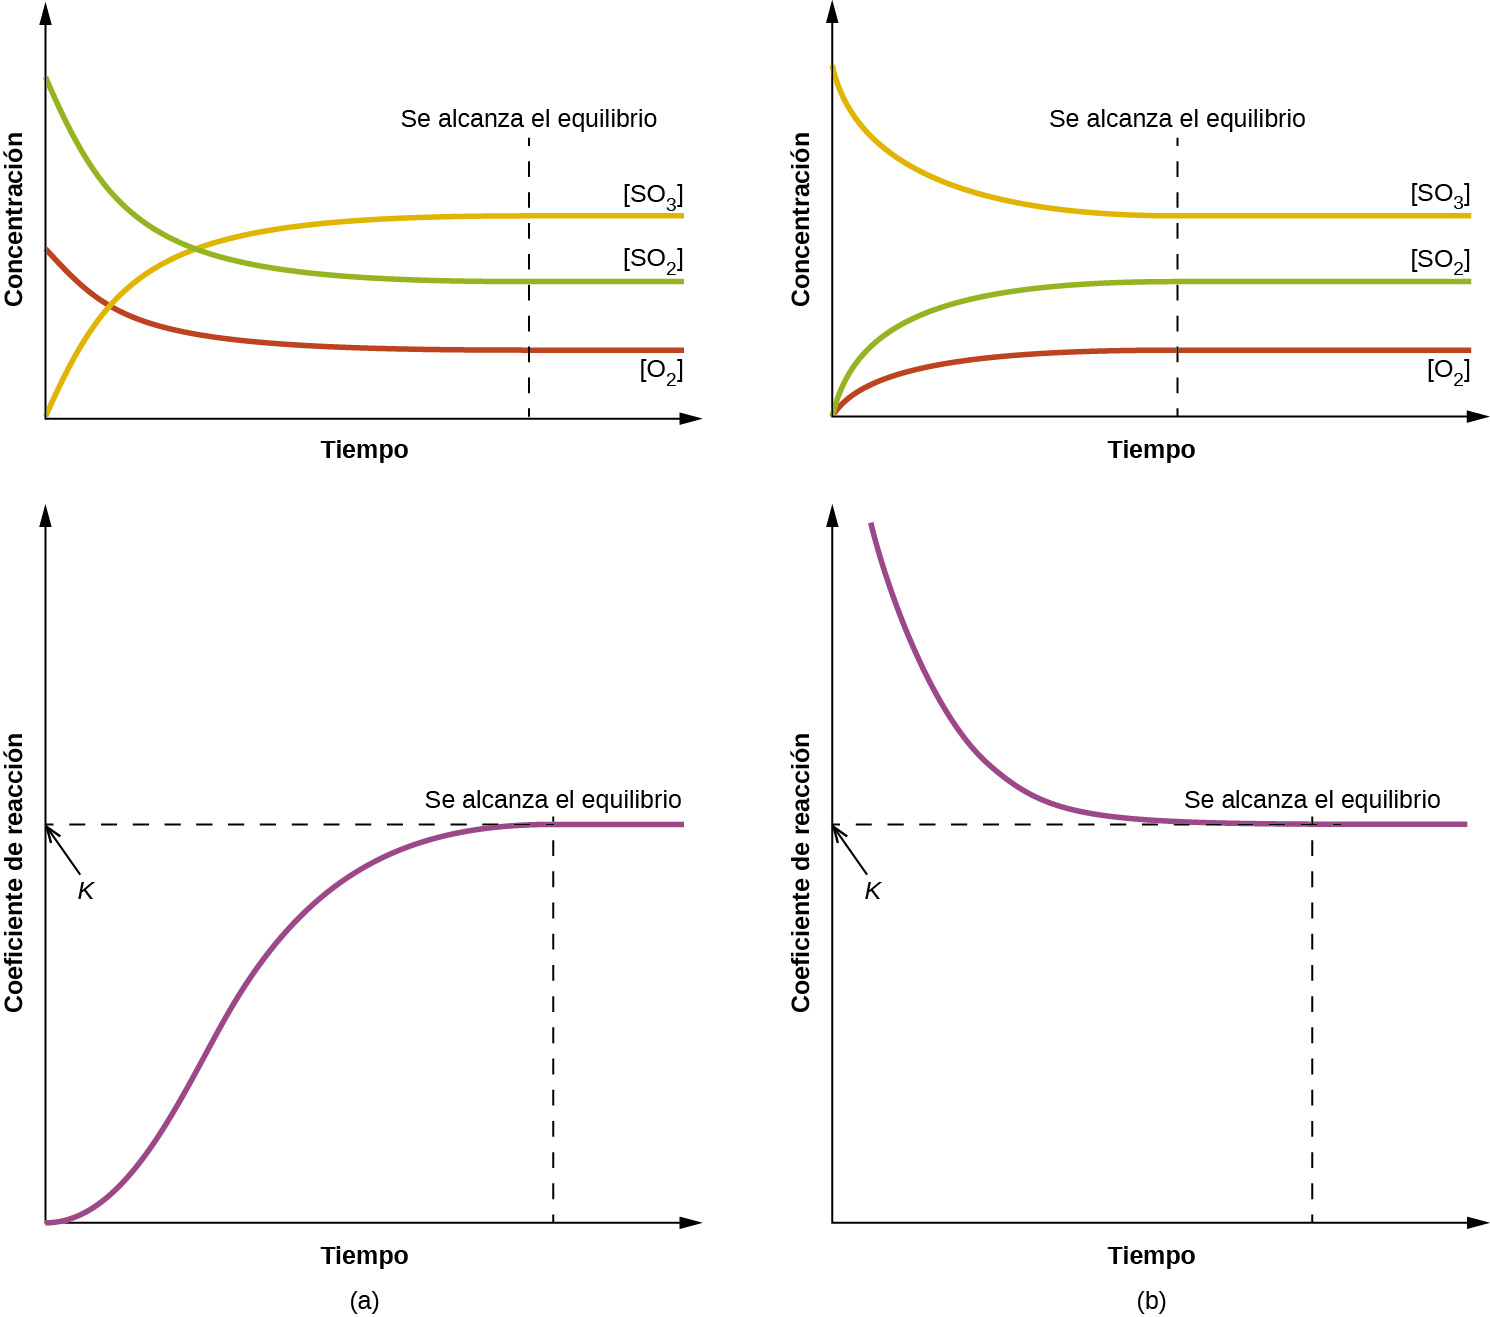 Concentración
Se alcanza el equilibrio
[SO3]
[SO2]
[O2]
Tiempo
Concentración
Se alcanza el equilibrio
[SO3]
[SO2]
[O2]
Tiempo
Coeficiente de reacción
Se alcanza el equilibrio
K
Tiempo
(a)
Coeficiente de reacción
Se alcanza el equilibrio
K
Tiempo
(b)